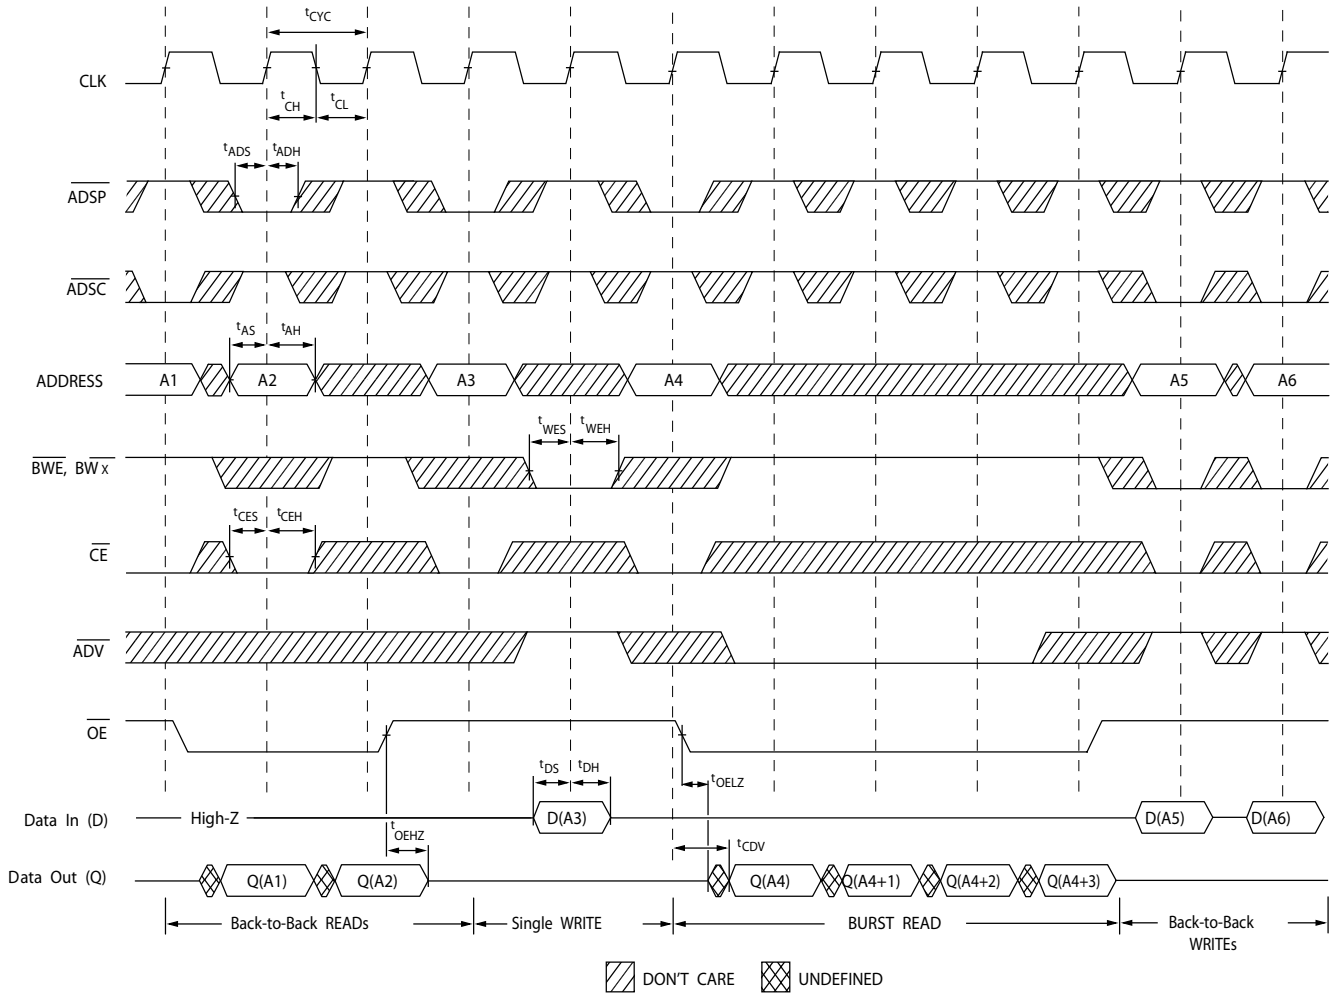 tCYC
CLK
tCH
tCL
tADS
tADH
ADSP
ADSC
tAS
tAH
ADDRESS
A1
A2
A3
A4
A5
A6
tWES
tWEH
BWE, BW x
tCES
tCEH
CE
ADV
OE
tDS
tDH
tOELZ
Data In (D)
High-Z
D(A3)
D(A5)
D(A6)
tOEHZ
tCDV
Data Out (Q)
Q(A1)
Q(A2)
Q(A4)
Q(A4+1)
Q(A4+2)
Q(A4+3)
Back-to-Back READs
Single WRITE
BURST READ
Back-to-Back
WRITEs
DON'T CARE
UNDEFINED